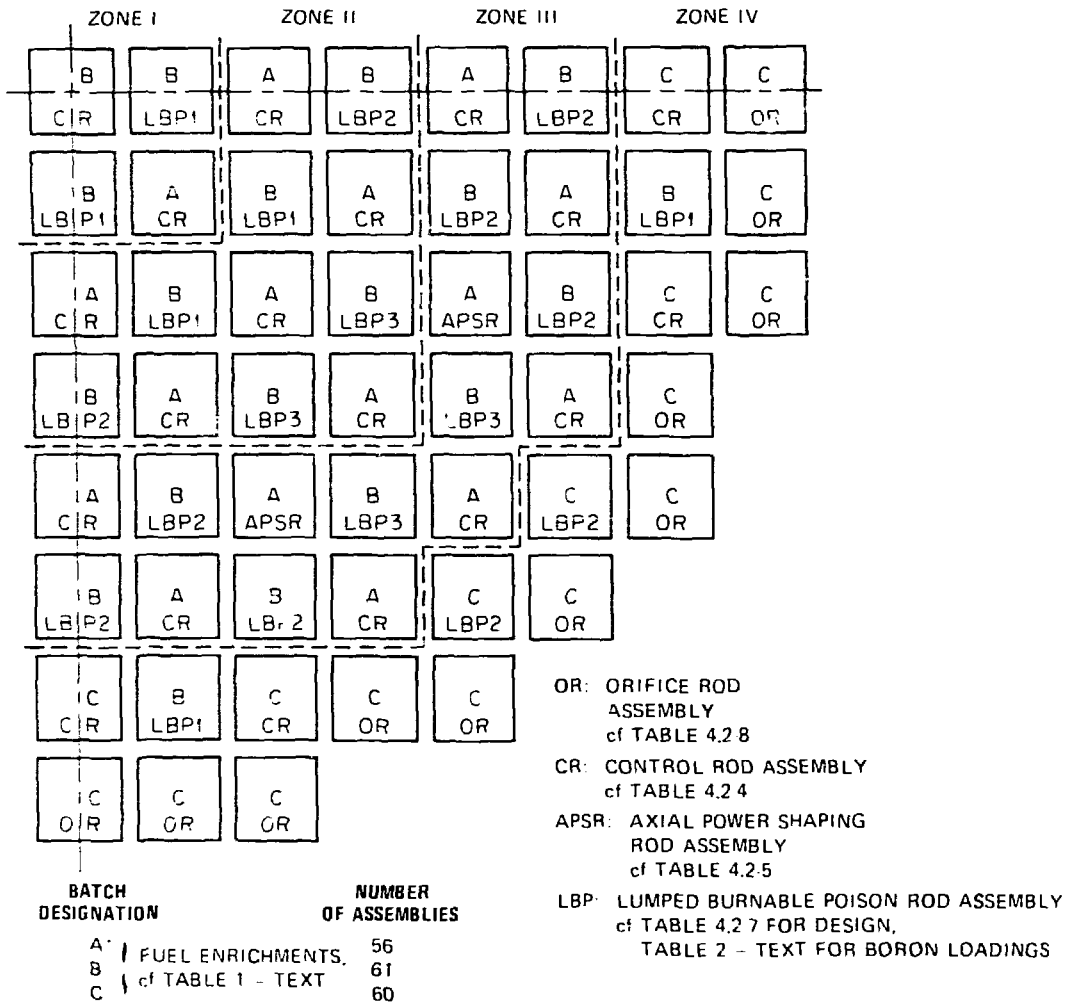 ZONE I ZONE II ZONE III ZONE IV
B B A B A B C C
CR LBP1 CR LBP2 CR LBP2 CR OR
B A B A B A B C
LBP1 CR LBP1 CR LBP2 CR LBP1 OR
A B A B A B C C
CR LBP1 CR LBP3 APSR LBP2 CR OR
B A B A B A C
LBP2 CR LBP3 CR LBP3 CR OR
A B A B A C C
CR LBP2 APSR LBP3 CR LBP2 OR
B A B A C C
LBP2 CR LBr 2 CR LBP2 OR
C B C C C
CR LBP1 CR OR OR
C C C
OR OR OR
OR: ORIFICE ROD
ASSEMBLY
cf TABLE 4.2 8
CR: CONTROL ROD ASSEMBLY
cf TABLE 4.2 4
APSR: AXIAL POWER SHAPING
ROD ASSEMBLY
cf TABLE 4.2-5
LBP: LUMPED BURNABLE POISON ROD ASSEMBLY
cf TABLE 4.2 7 FOR DESIGN,
TABLE 2 - TEXT FOR BORON LOADINGS
BATCH NUMBER
DESIGNATION OF ASSEMBLIES
A FUEL ENRICHMENTS, 56
B cf TABLE 1 - TEXT 61
C 60